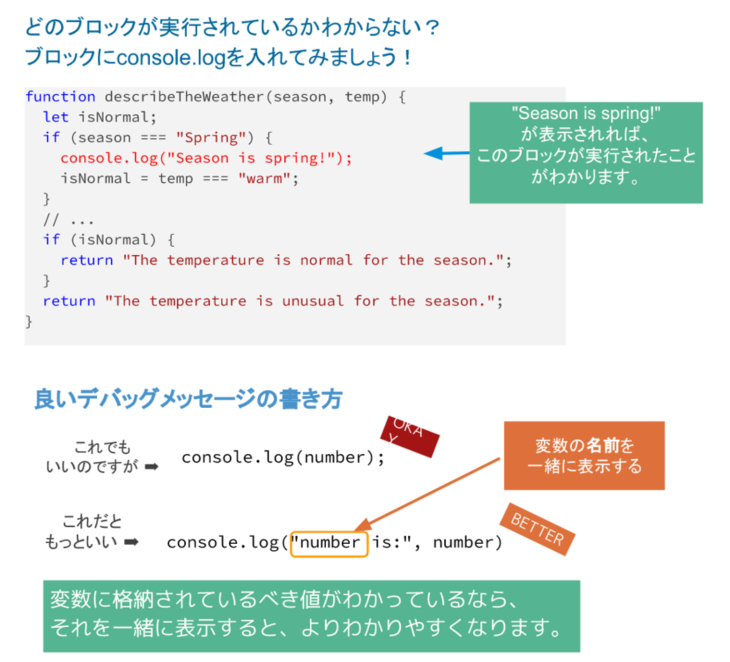 どのブロックが実行されているかわからない？
ブロックにconsole.logを入れてみましょう！
function describeTheWeather(season, temp) {
let isNormal;
if (season === "Spring") {
console.log("Season is spring!");
isNormal = temp === "warm";
}
// ...
if (isNormal) {
return "The temperature is normal for the season.";
}
return "The temperature is unusual for the season.";
}
"Season is spring!"
が表示されれば、
このブロックが実行されたこと
がわかります。
良いデバッグメッセージの書き方
これでも
いいのですが ➡
console.log(number);
OKA
Y
変数の名前を
一緒に表示する
これだと
もっといい ➡
console.log("number is:", number)
BETTER
変数に格納されているべき値がわかっているなら、
それを一緒に表示すると、よりわかりやすくなります。